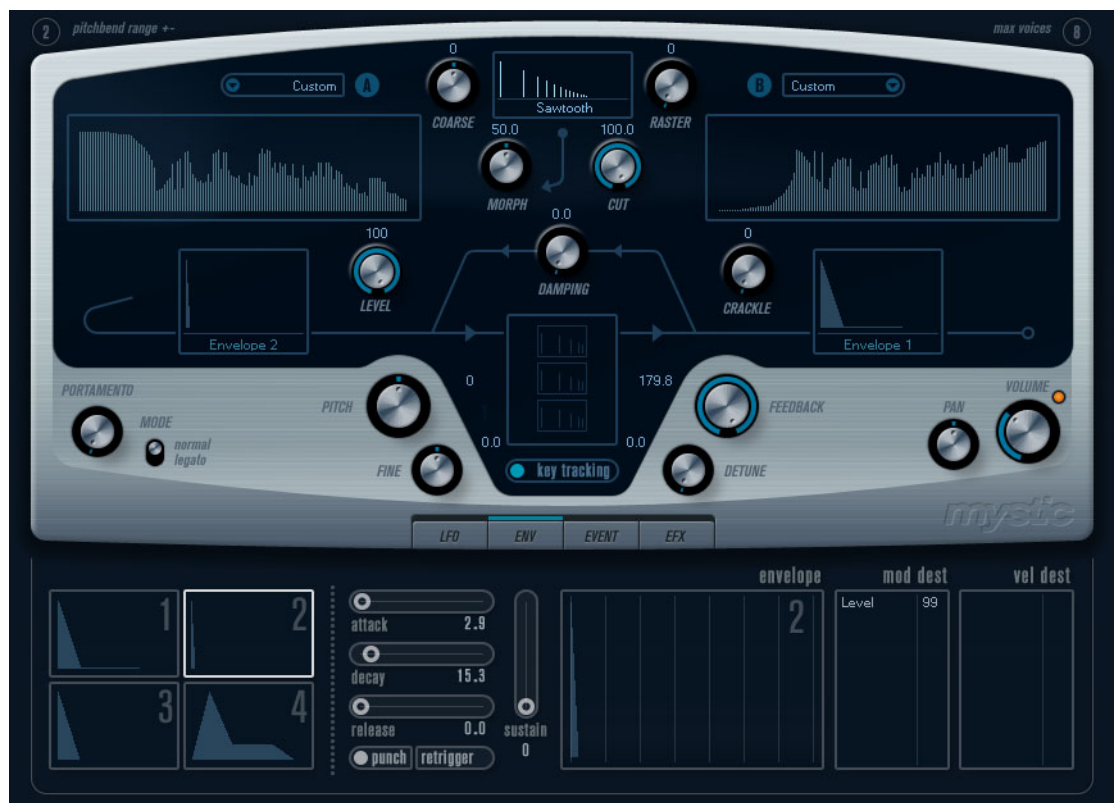 2 pitchbend range +-
max voices 8
0
0
Custom A
B Custom
Sawtooth
COARSE
RASTER
50.0
100.0
MORPH
CUT
0.0
100
0
DAMPING
LEVEL
CRACKLE
Envelope 2
Envelope 1
PORTAMENTO
0
179.8
VOLUME
PITCH
FEEDBACK
PAN
MODE
normal
legato
0.0
0.0
FINE
key tracking
DETUNE
mystic
LFO ENV EVENT EFX
envelope mod dest vel dest
1
2
3
4
attack 2.9
decay 15.3
release 0.0
sustain
0
punch retrigger
2
Level 99